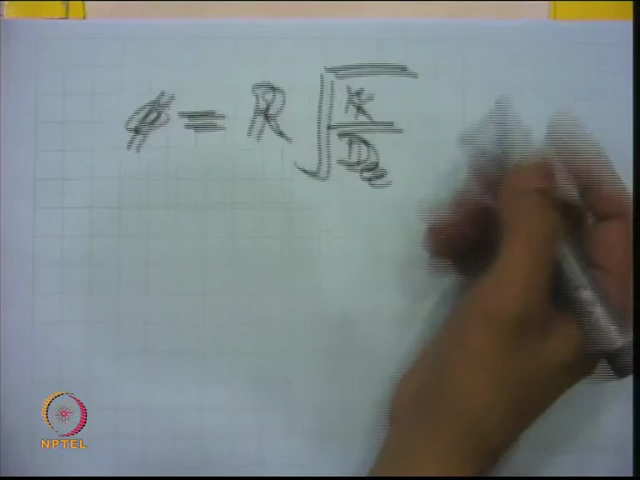 φ = R √(k/De)
NPTEL